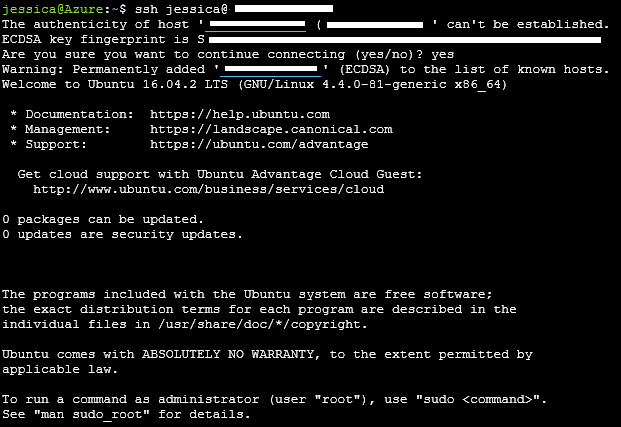 jessica@Azure:~$ ssh jessica@
The authenticity of host ' ( ' can't be established.
ECDSA key fingerprint is S
Are you sure you want to continue connecting (yes/no)? yes
Warning: Permanently added ' ' (ECDSA) to the list of known hosts.
Welcome to Ubuntu 16.04.2 LTS (GNU/Linux 4.4.0-81-generic x86_64)
* Documentation:  https://help.ubuntu.com
* Management:     https://landscape.canonical.com
* Support:        https://ubuntu.com/advantage
Get cloud support with Ubuntu Advantage Cloud Guest:
http://www.ubuntu.com/business/services/cloud
0 packages can be updated.
0 updates are security updates.
The programs included with the Ubuntu system are free software;
the exact distribution terms for each program are described in the
individual files in /usr/share/doc/*/copyright.
Ubuntu comes with ABSOLUTELY NO WARRANTY, to the extent permitted by
applicable law.
To run a command as administrator (user "root"), use "sudo <command>".
See "man sudo_root" for details.